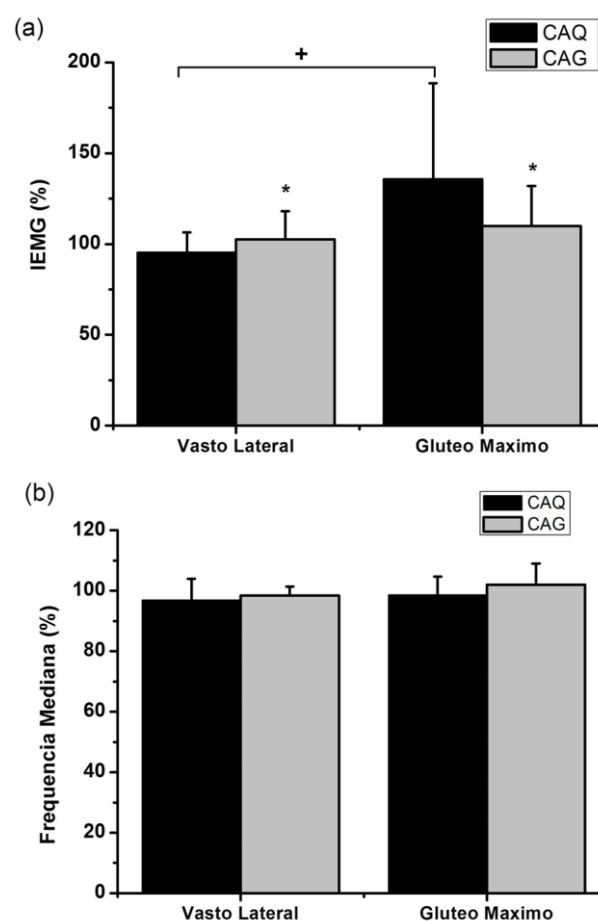 (a)
CAQ
CAG
+
200
150
100
50
0
IEMG (%)
*
*
Vasto Lateral
Gluteo Maximo
(b)
CAQ
CAG
120
100
80
60
40
20
0
Frequencia Mediana (%)
Vasto Lateral
Gluteo Maximo